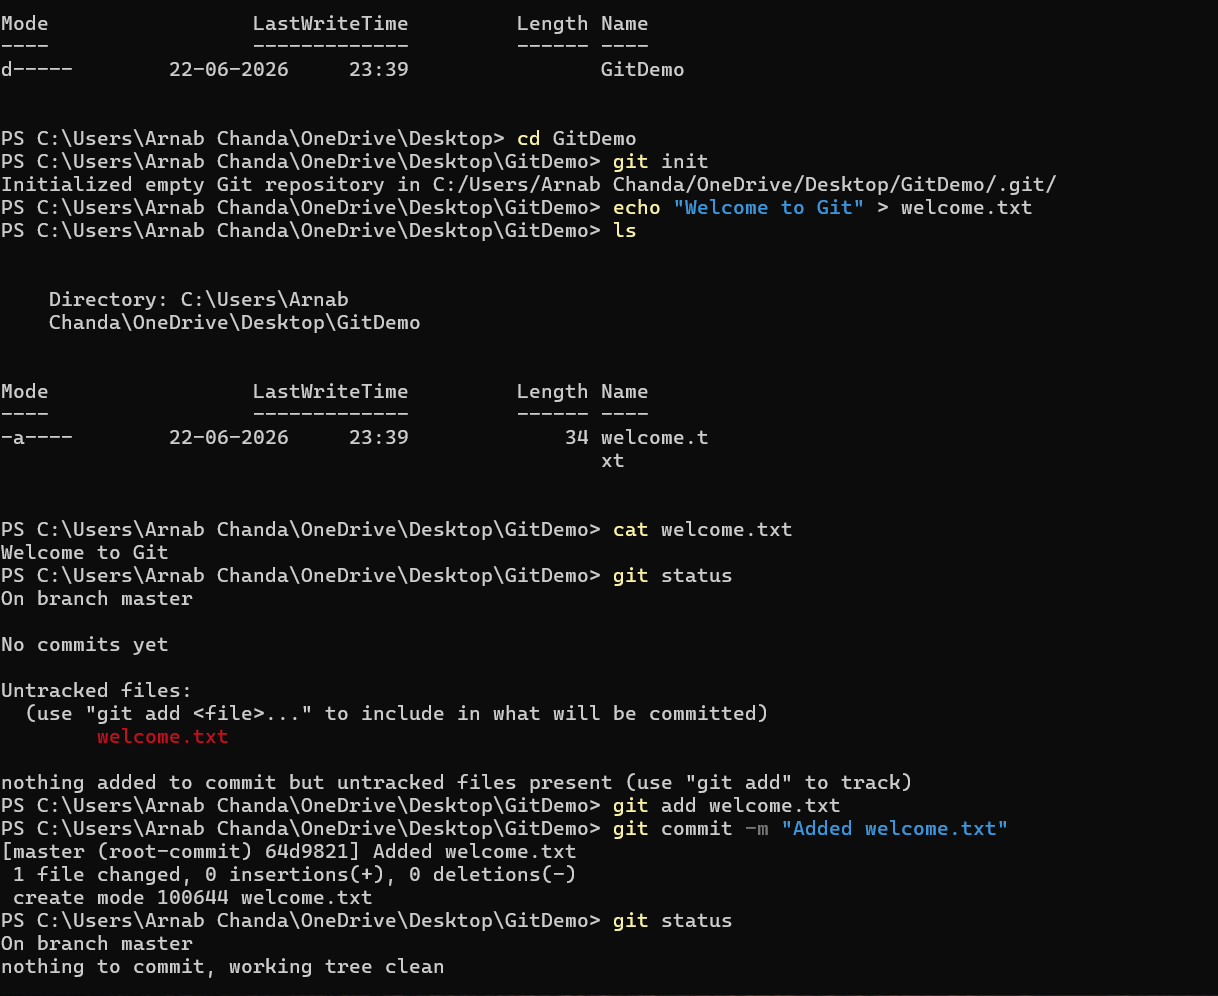 Mode                 LastWriteTime         Length Name
----                 -------------         ------ ----
d-----        22-06-2026     23:39                GitDemo
PS C:\Users\Arnab Chanda\OneDrive\Desktop> cd GitDemo
PS C:\Users\Arnab Chanda\OneDrive\Desktop\GitDemo> git init
Initialized empty Git repository in C:/Users/Arnab Chanda/OneDrive/Desktop/GitDemo/.git/
PS C:\Users\Arnab Chanda\OneDrive\Desktop\GitDemo> echo "Welcome to Git" > welcome.txt
PS C:\Users\Arnab Chanda\OneDrive\Desktop\GitDemo> ls
    Directory: C:\Users\Arnab
    Chanda\OneDrive\Desktop\GitDemo
Mode                 LastWriteTime         Length Name
----                 -------------         ------ ----
-a----        22-06-2026     23:39             34 welcome.t
                                                  xt
PS C:\Users\Arnab Chanda\OneDrive\Desktop\GitDemo> cat welcome.txt
Welcome to Git
PS C:\Users\Arnab Chanda\OneDrive\Desktop\GitDemo> git status
On branch master
No commits yet
Untracked files:
  (use "git add <file>..." to include in what will be committed)
        welcome.txt
nothing added to commit but untracked files present (use "git add" to track)
PS C:\Users\Arnab Chanda\OneDrive\Desktop\GitDemo> git add welcome.txt
PS C:\Users\Arnab Chanda\OneDrive\Desktop\GitDemo> git commit -m "Added welcome.txt"
[master (root-commit) 64d9821] Added welcome.txt
 1 file changed, 0 insertions(+), 0 deletions(-)
 create mode 100644 welcome.txt
PS C:\Users\Arnab Chanda\OneDrive\Desktop\GitDemo> git status
On branch master
nothing to commit, working tree clean